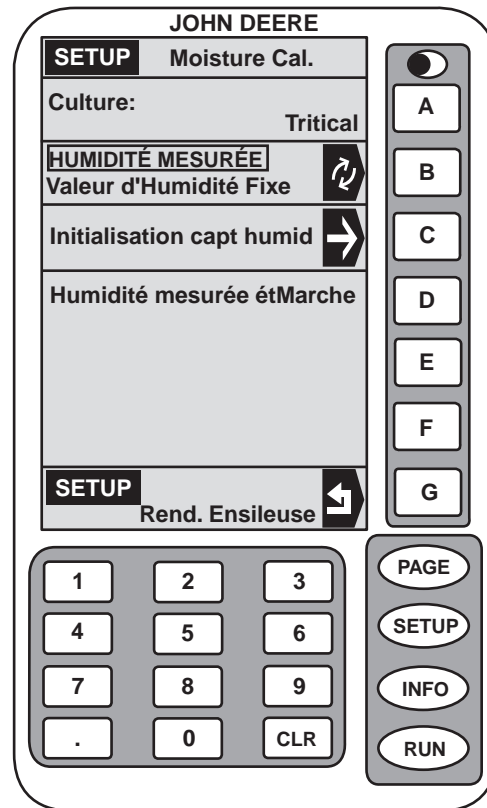 JOHN DEERE
SETUP Moisture Cal.
Culture:
Tritical
HUMIDITÉ MESURÉE
Valeur d'Humidité Fixe
Initialisation capt humid
Humidité mesurée étMarche
SETUP
Rend. Ensileuse
A
B
C
D
E
F
G
1 2 3
4 5 6
7 8 9
. 0 CLR
PAGE
SETUP
INFO
RUN